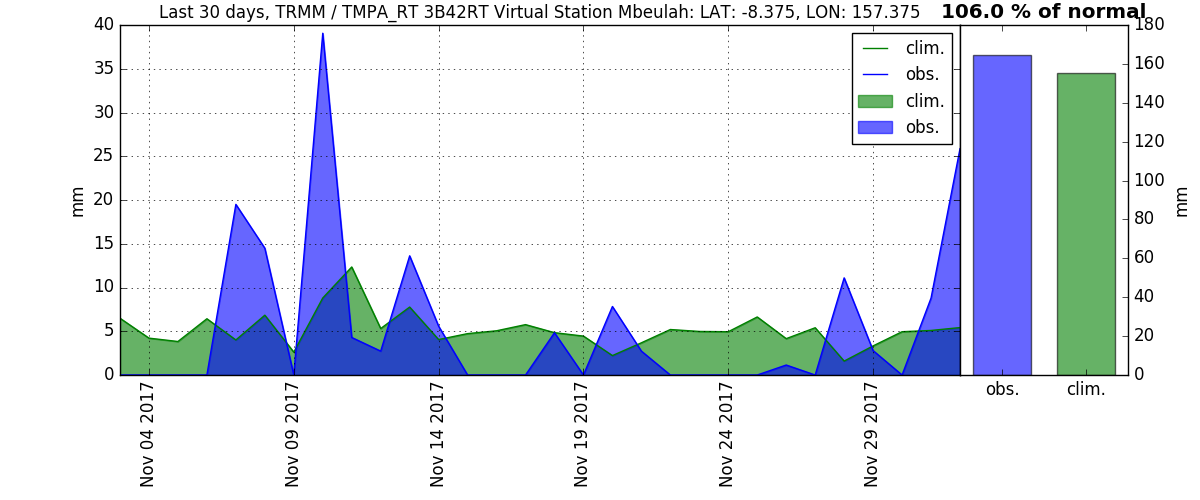 Last 30 days, TRMM / TMPA_RT 3B42RT Virtual Station Mbeulah: LAT: -8.375, LON: 157.375
106.0 % of normal
40
35
30
25
20
15
10
5
0
mm
clim.
obs.
clim.
obs.
180
160
140
120
100
80
60
40
20
0
mm
Nov 04 2017
Nov 09 2017
Nov 14 2017
Nov 19 2017
Nov 24 2017
Nov 29 2017
obs.
clim.